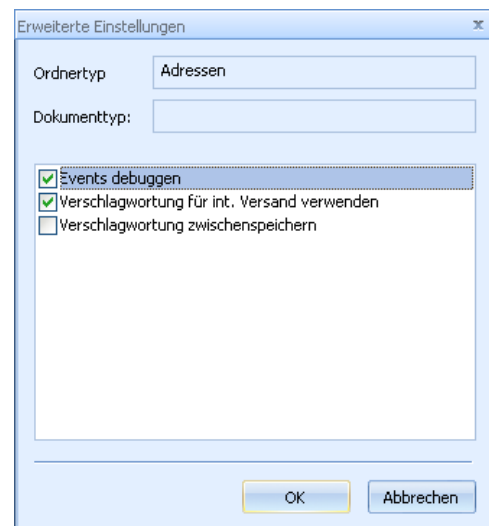 Erweiterte Einstellungen
Ordnertyp Adressen
Dokumenttyp:
Events debuggen
Verschlagwortung für int. Versand verwenden
Verschlagwortung zwischenspeichern
OK Abbrechen